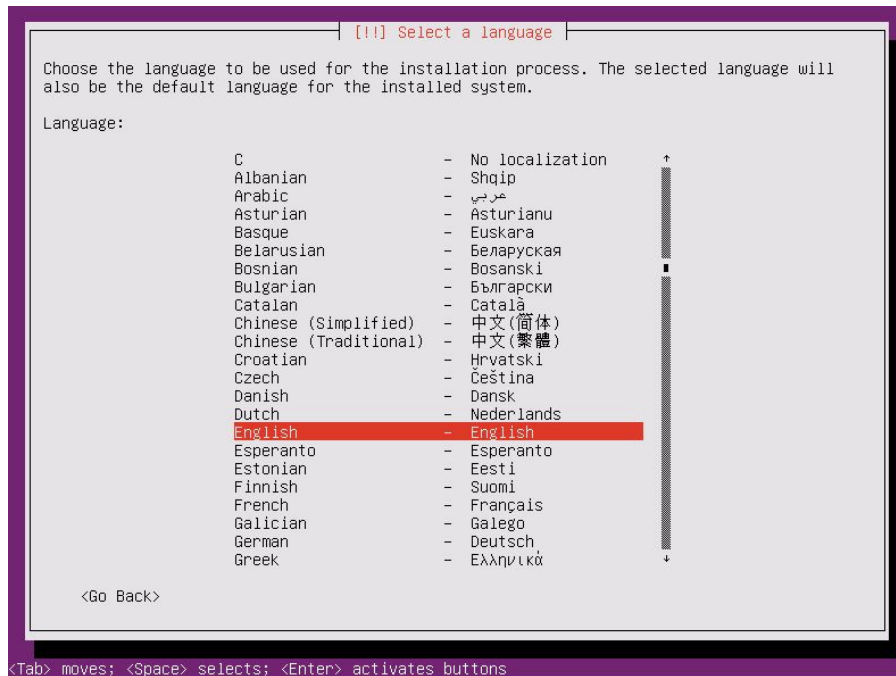 [!!] Select a language
Choose the language to be used for the installation process. The selected language will
also be the default language for the installed system.
Language:
C - No localization
Albanian - Shqip
Arabic - عربي
Asturian - Asturianu
Basque - Euskara
Belarusian - Беларуская
Bosnian - Bosanski
Bulgarian - Български
Catalan - Català
Chinese (Simplified) - 中文(简体)
Chinese (Traditional) - 中文(繁體)
Croatian - Hrvatski
Czech - Čeština
Danish - Dansk
Dutch - Nederlands
English - English
Esperanto - Esperanto
Estonian - Eesti
Finnish - Suomi
French - Français
Galician - Galego
German - Deutsch
Greek - Ελληνικά
<Go Back>
<Tab> moves; <Space> selects; <Enter> activates buttons